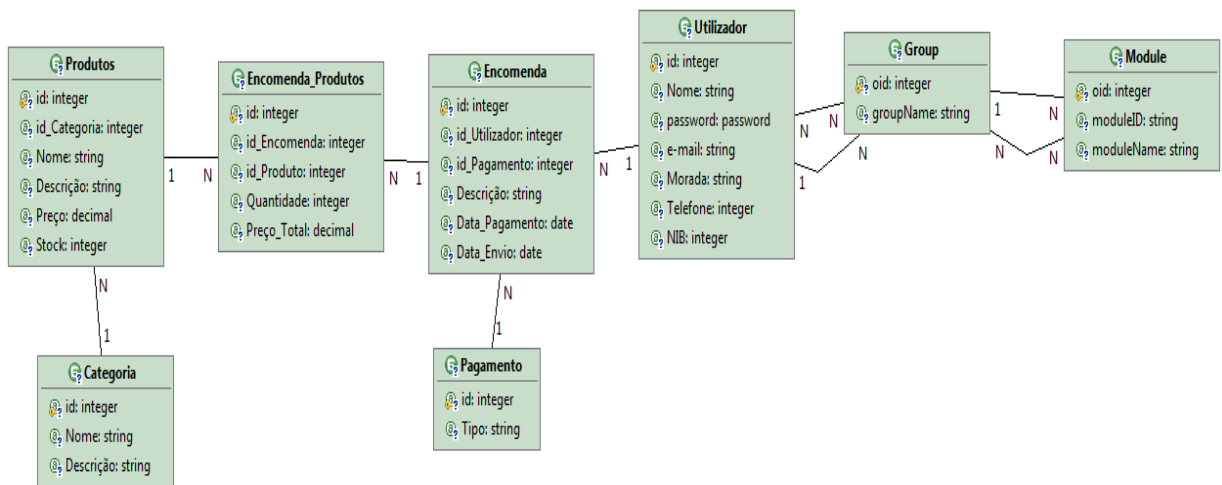 Produtos
id: integer
id_Categoria: integer
Nome: string
Descrição: string
Preço: decimal
Stock: integer
1
N
Encomenda_Produtos
id: integer
id_Encomenda: integer
id_Produto: integer
Quantidade: integer
Preço_Total: decimal
N
1
Encomenda
id: integer
id_Utilizador: integer
id_Pagamento: integer
Descrição: string
Data_Pagamento: date
Data_Envio: date
N
1
Utilizador
id: integer
Nome: string
password: password
e-mail: string
Morada: string
Telefone: integer
NIB: integer
N
N
1
N
Group
oid: integer
groupName: string
1
N
N
N
Module
oid: integer
moduleID: string
moduleName: string
N
1
Categoria
id: integer
Nome: string
Descrição: string
N
1
Pagamento
id: integer
Tipo: string